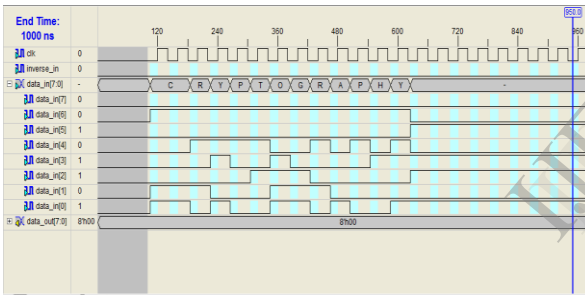 950.0
End Time:
1000 ns
120 240 360 480 600 720 840 960
clk 0
inverse_in 0
data_in[7:0] - C R Y P T O G R A P H Y -
data_in[7] 0
data_in[6] 0
data_in[5] 1
data_in[4] 0
data_in[3] 1
data_in[2] 1
data_in[1] 0
data_in[0] 1
data_out[7:0] 8'h00 8'h00